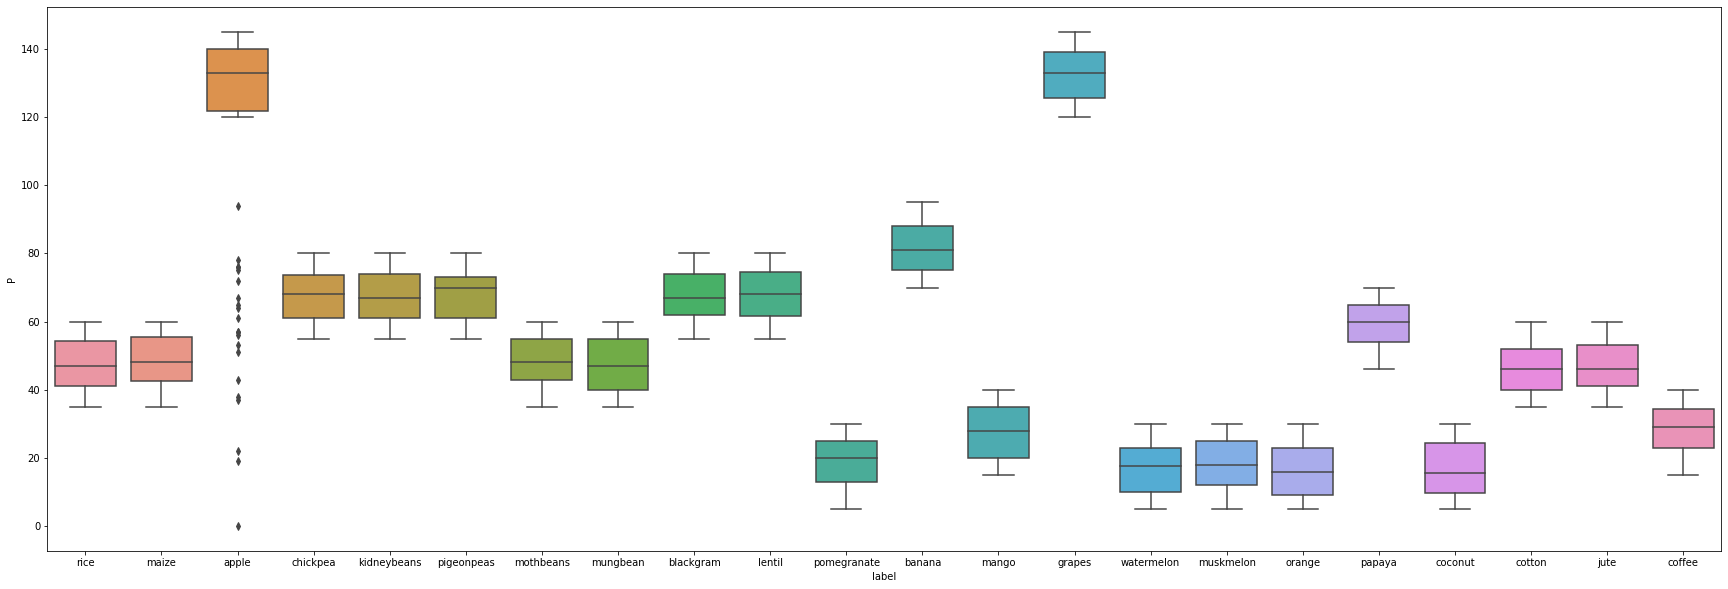 P
140
120
100
80
60
40
20
0
rice maize apple chickpea kidneybeans pigeonpeas mothbeans mungbean blackgram lentil pomegranate banana mango grapes watermelon muskmelon orange papaya coconut cotton jute coffee
label